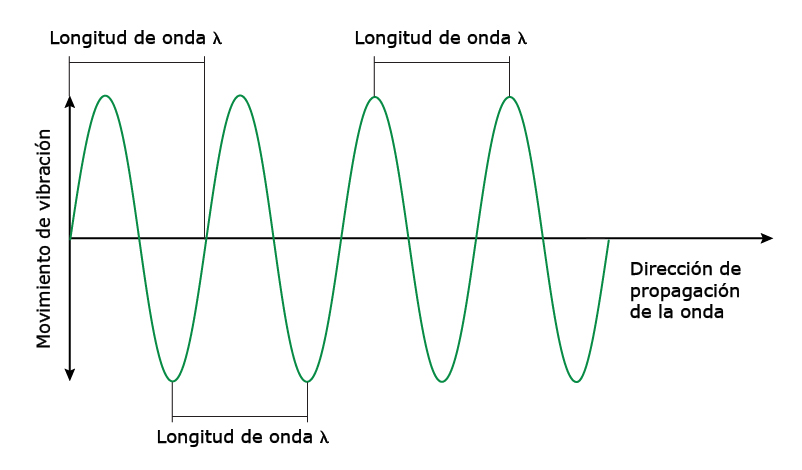 Longitud de onda λ
Longitud de onda λ
Movimiento de vibración
Dirección de
propagación
de la onda
Longitud de onda λ